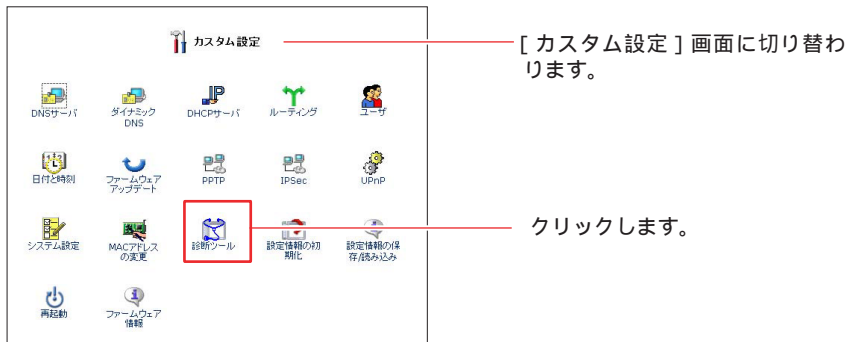 カスタム設定
[ カスタム設定 ] 画面に切り替わ
ります。
DNSサーバ
ダイナミック
DNS
DHCPサーバ
ルーティング
ユーザ
日付と時刻
ファームウェア
アップデート
PPTP
IPSec
UPnP
システム設定
MACアドレス
の変更
診断ツール
設定情報の初
期化
設定情報の保
存/読み込み
クリックします。
再起動
ファームウェア
情報